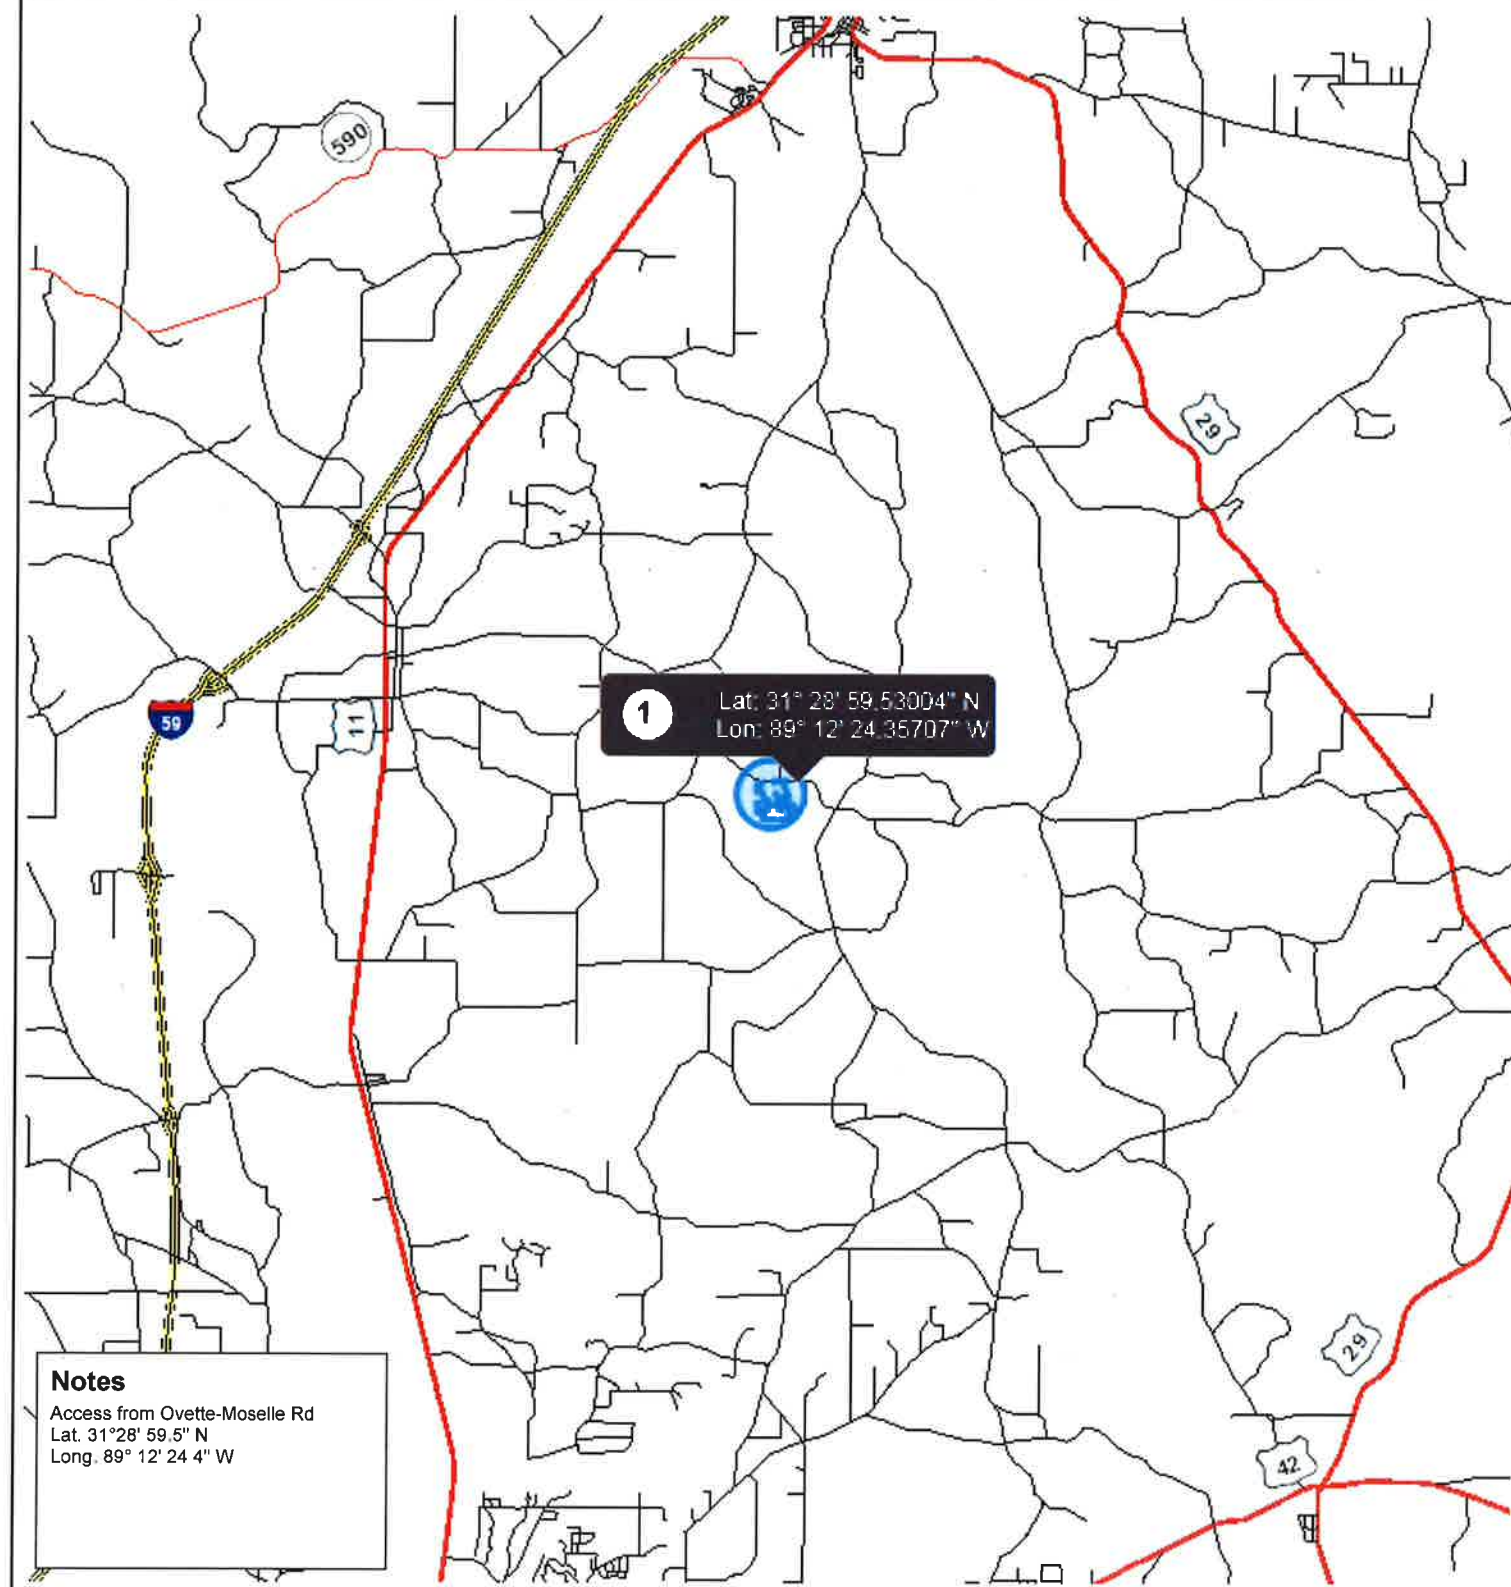 590
29
1
Lat: 31° 28' 59.53004" N
Lon: 89° 12' 24.35707" W
59
11
29
42
Notes
Access from Ovette-Moselle Rd
Lat. 31°28' 59.5" N
Long. 89° 12' 24 4" W